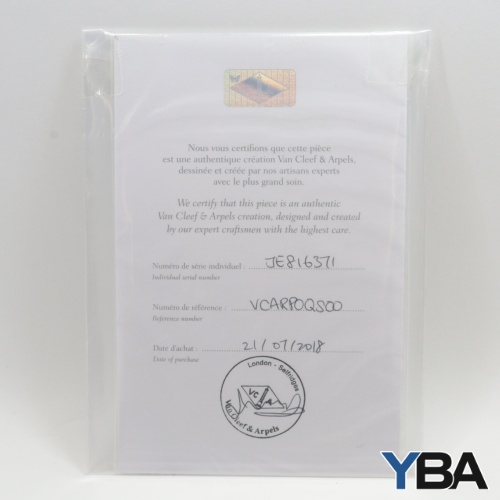 Nous vous certifions que cette pièce
est une authentique création Van Cleef & Arpels,
dessinée et créée par nos artisans experts
avec le plus grand soin.
We certify that this piece is an authentic
Van Cleef & Arpels creation, designed and created
by our expert craftsmen with the highest care.
Numéro de série individuel : JE816371
Individual serial number
Numéro de référence : VCARPOQS00
Reference number
Date d'achat : 21/07/2018
Date of purchase
London - Selfridges
VC A
Van Cleef & Arpels
YBA